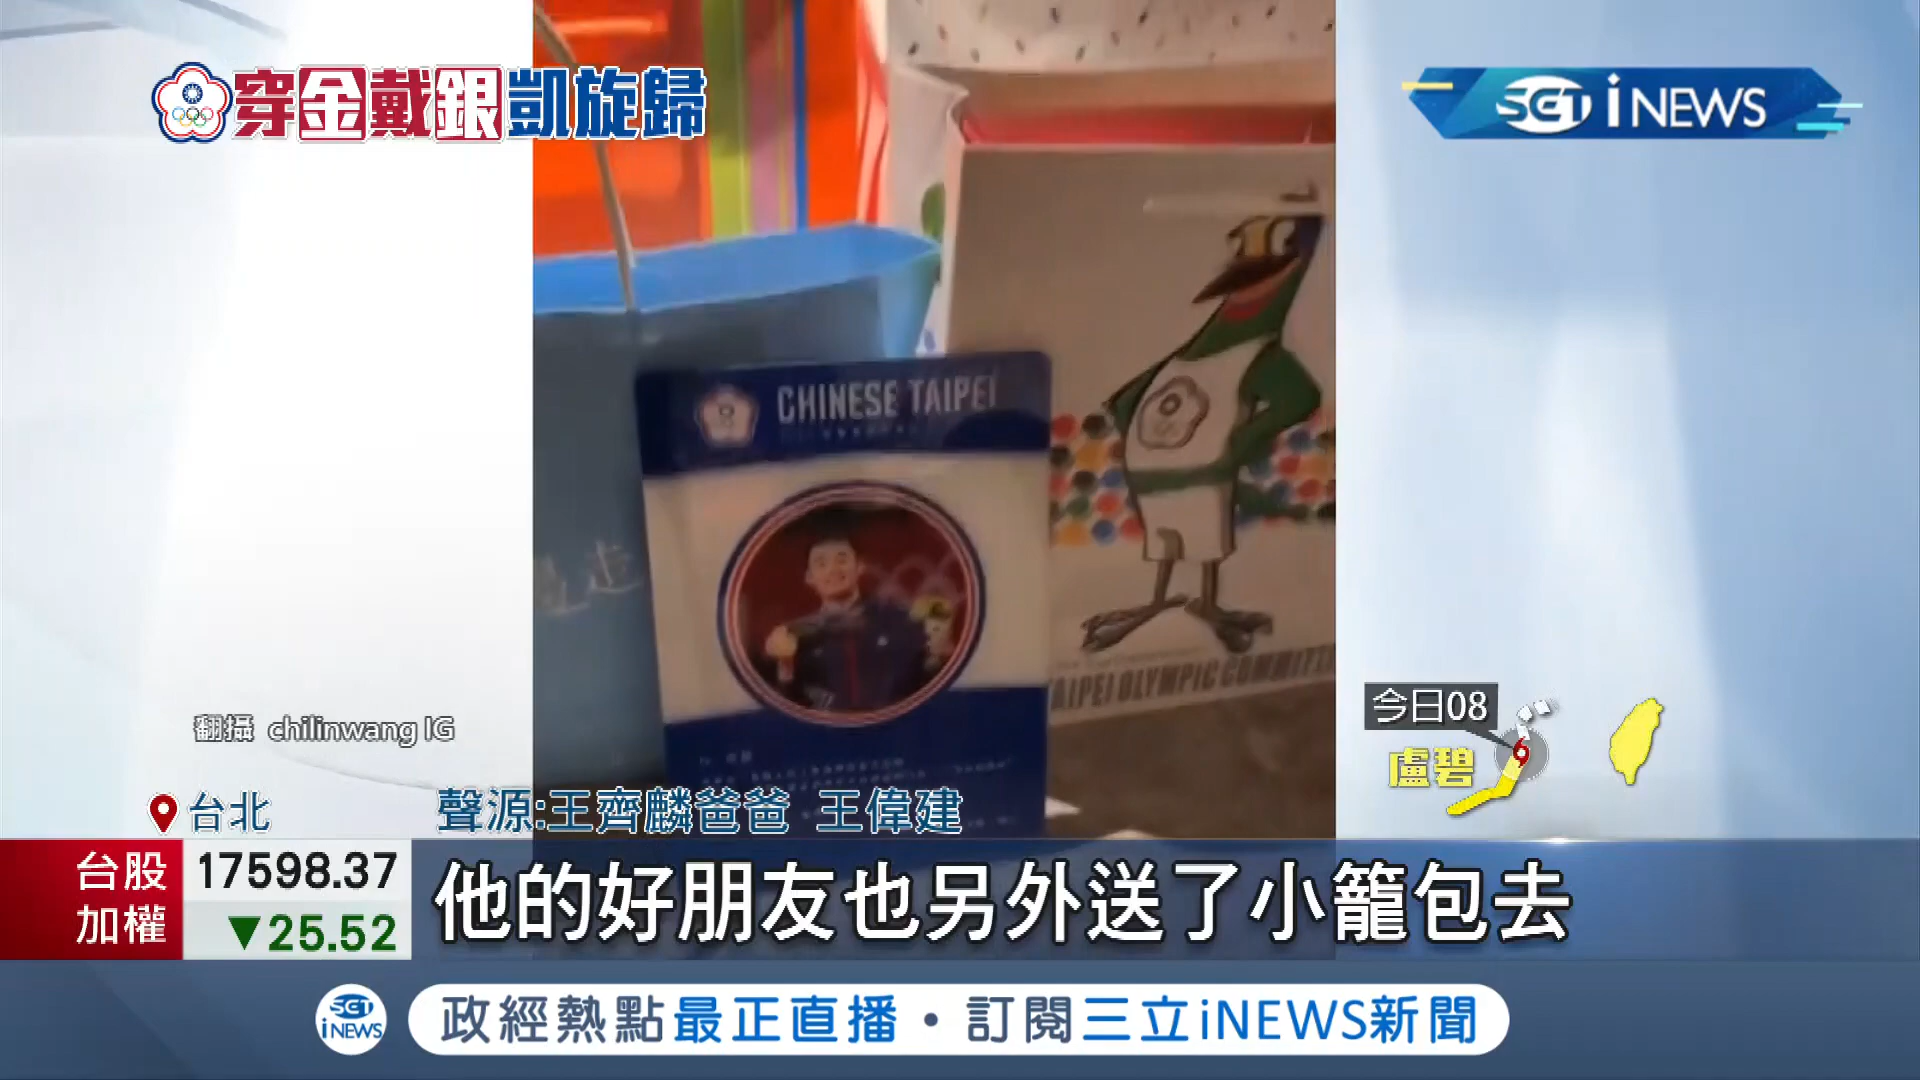 穿金戴銀凱旋歸
SET iNEWS
CHINESE TAIPEI
TAIPEI OLYMPIC COMMITTE
翻攝 chilinwang IG
今日08
盧碧
台北
聲源:王齊麟爸爸 王偉建
台股
加權
17598.37
▼25.52
他的好朋友也另外送了小籠包去
SET iNEWS
政經熱點最正直播・訂閱三立iNEWS新聞